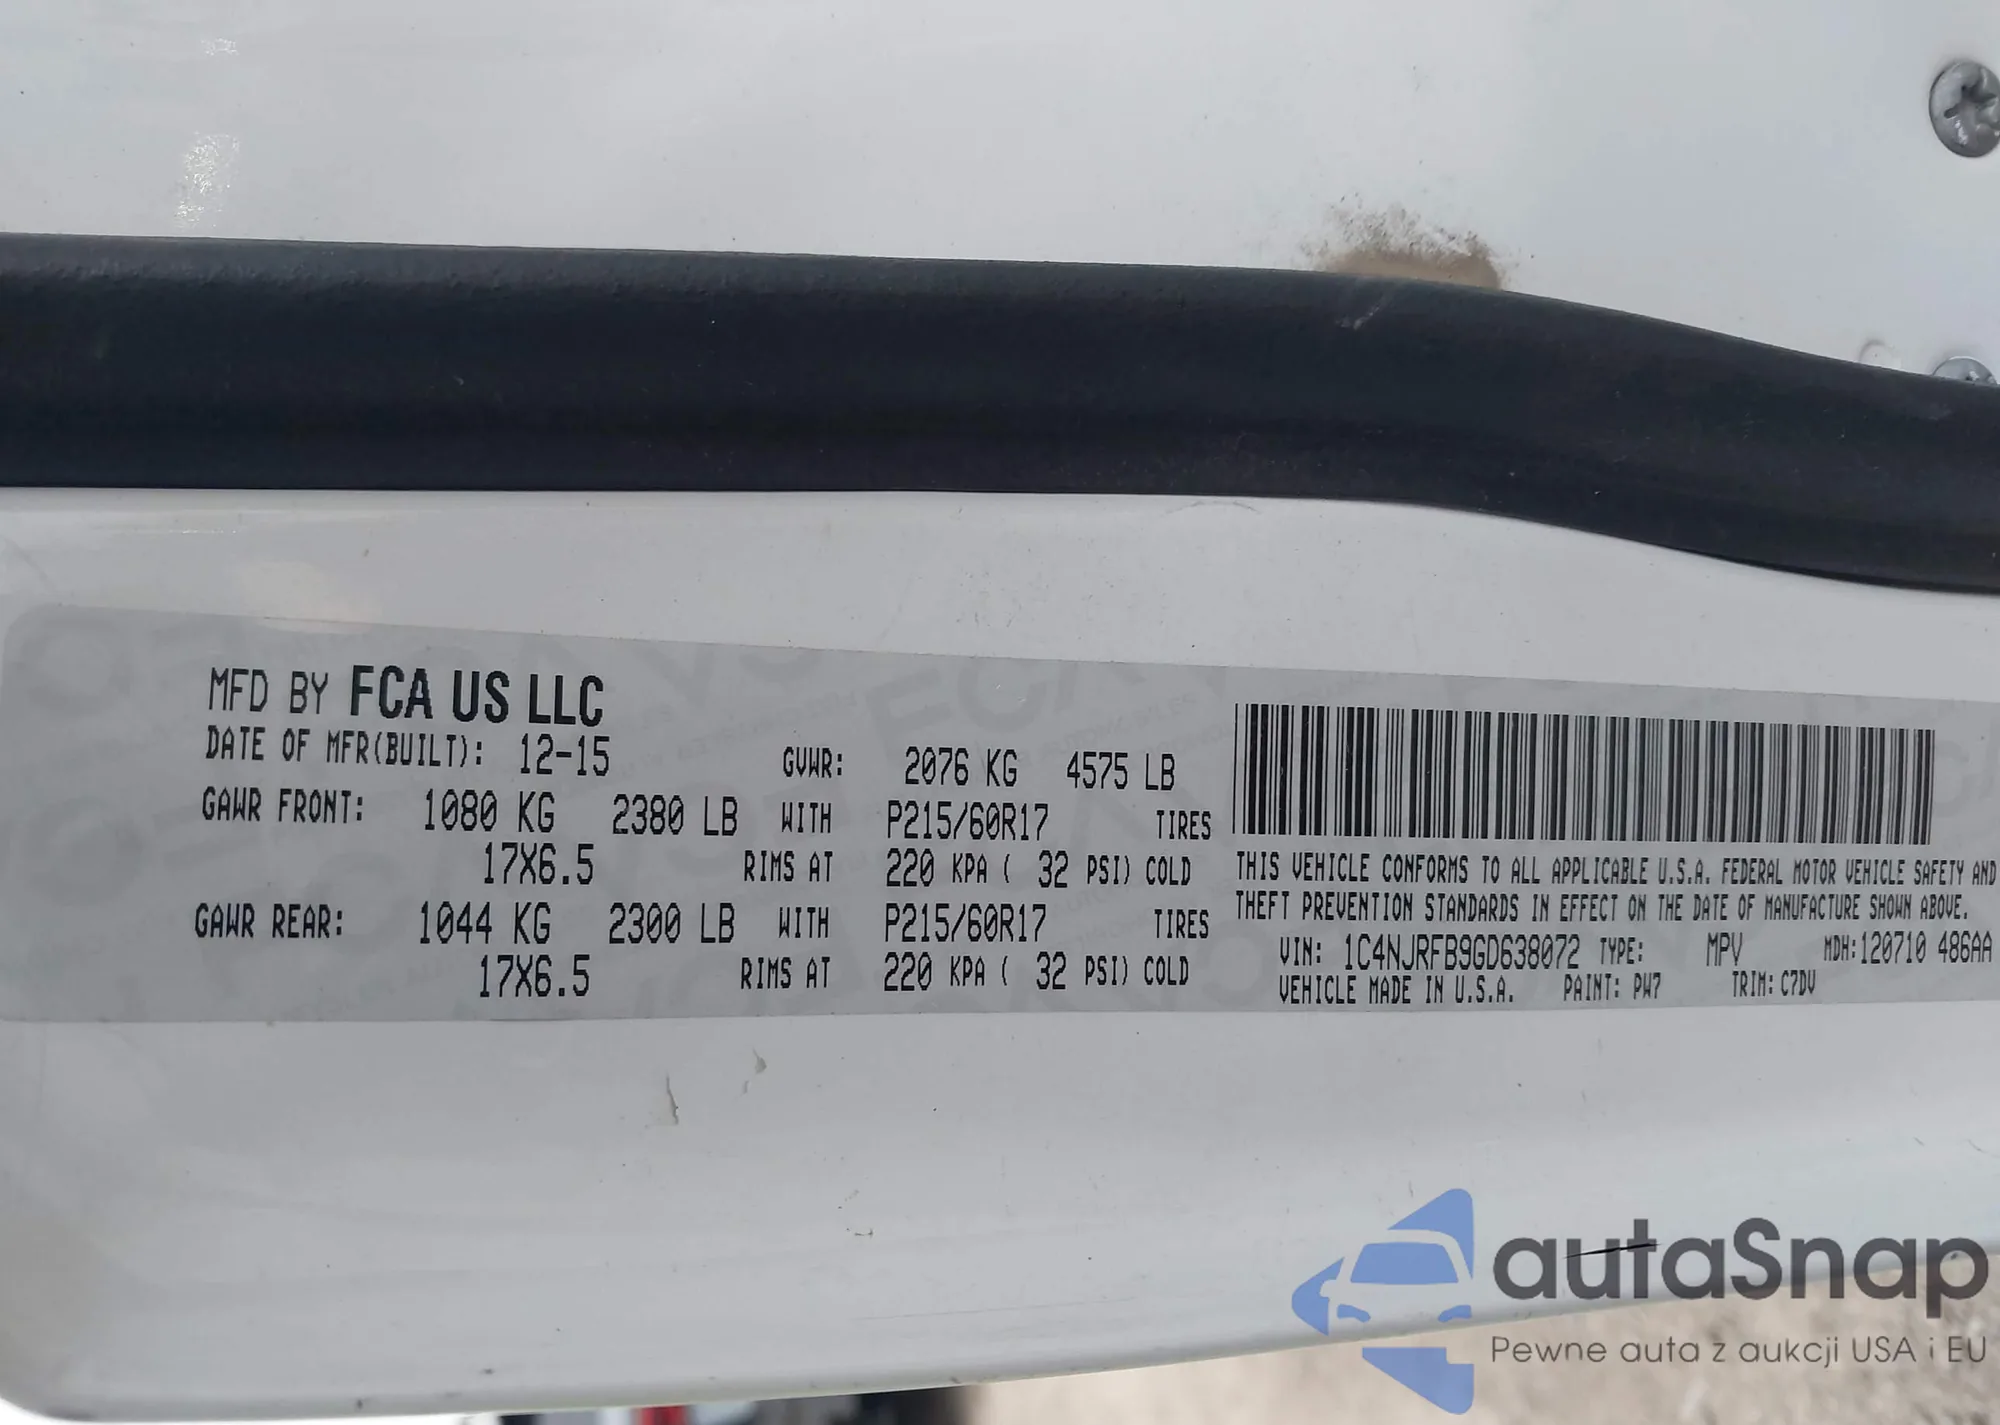 MFD BY FCA US LLC
DATE OF MFR(BUILT): 12-15 GVWR: 2076 KG 4575 LB
GAWR FRONT: 1080 KG 2380 LB WITH P215/60R17 TIRES
17X6.5 RIMS AT 220 KPA ( 32 PSI) COLD
GAWR REAR: 1044 KG 2300 LB WITH P215/60R17 TIRES
17X6.5 RIMS AT 220 KPA ( 32 PSI) COLD
THIS VEHICLE CONFORMS TO ALL APPLICABLE U.S.A. FEDERAL MOTOR VEHICLE SAFETY AND
THEFT PREVENTION STANDARDS IN EFFECT ON THE DATE OF MANUFACTURE SHOWN ABOVE.
VIN: 1C4NJRFB9GD638072 TYPE: MPV MDH:120710 486AA
VEHICLE MADE IN U.S.A. PAINT: PW7 TRIM: C7DV
autaSnap
Pewne auta z aukcji USA i EU